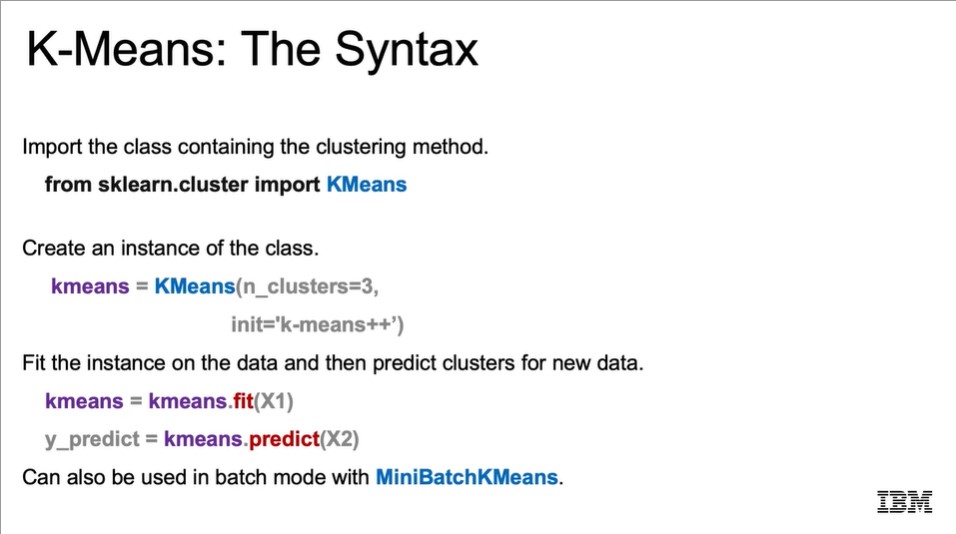 K-Means: The Syntax
Import the class containing the clustering method.
from sklearn.cluster import KMeans
Create an instance of the class.
kmeans = KMeans(n_clusters=3,
init='k-means++’)
Fit the instance on the data and then predict clusters for new data.
kmeans = kmeans.fit(X1)
y_predict = kmeans.predict(X2)
Can also be used in batch mode with MiniBatchKMeans.
IBM